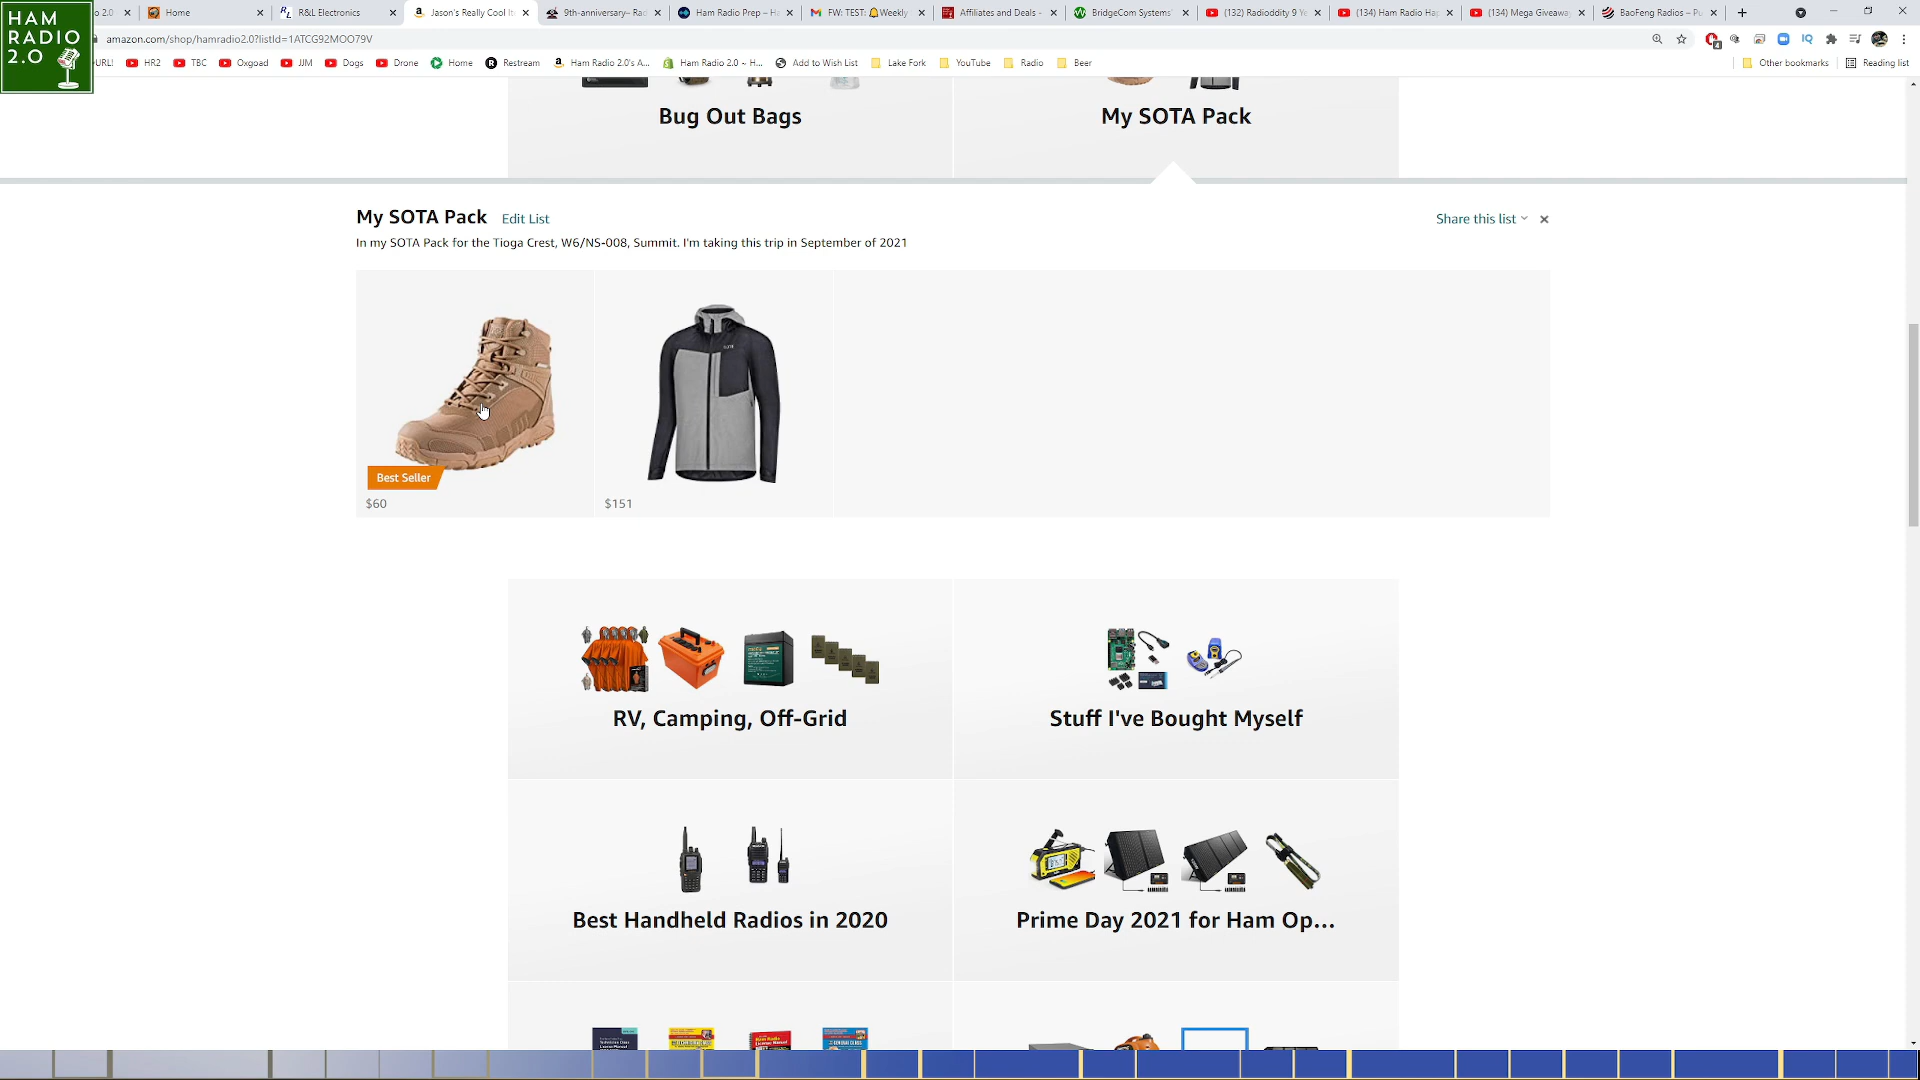 HAM
RADIO
2.0
o 2.0
Home
R&L Electronics
Jason's Really Cool It
9th-anniversary– Rad
Ham Radio Prep – Ha
FW: TEST: 🔔Weekly
Affiliates and Deals -
BridgeCom Systems
(132) Radioddity 9 Ye
(134) Ham Radio Hap
(134) Mega Giveaway
BaoFeng Radios – Pu
amazon.com/shop/hamradio2.0?listId=1ATCG92MOO79V
URL!
HR2
TBC
Oxgoad
JJM
Dogs
Drone
Home
Restream
Ham Radio 2.0's A...
Ham Radio 2.0 ~ H...
Add to Wish List
Lake Fork
YouTube
Radio
Beer
Other bookmarks
Reading list
Bug Out Bags
My SOTA Pack
My SOTA Pack Edit List
Share this list
In my SOTA Pack for the Tioga Crest, W6/NS-008, Summit. I'm taking this trip in September of 2021
Best Seller
$60
$151
RV, Camping, Off-Grid
Stuff I've Bought Myself
Best Handheld Radios in 2020
Prime Day 2021 for Ham Op...